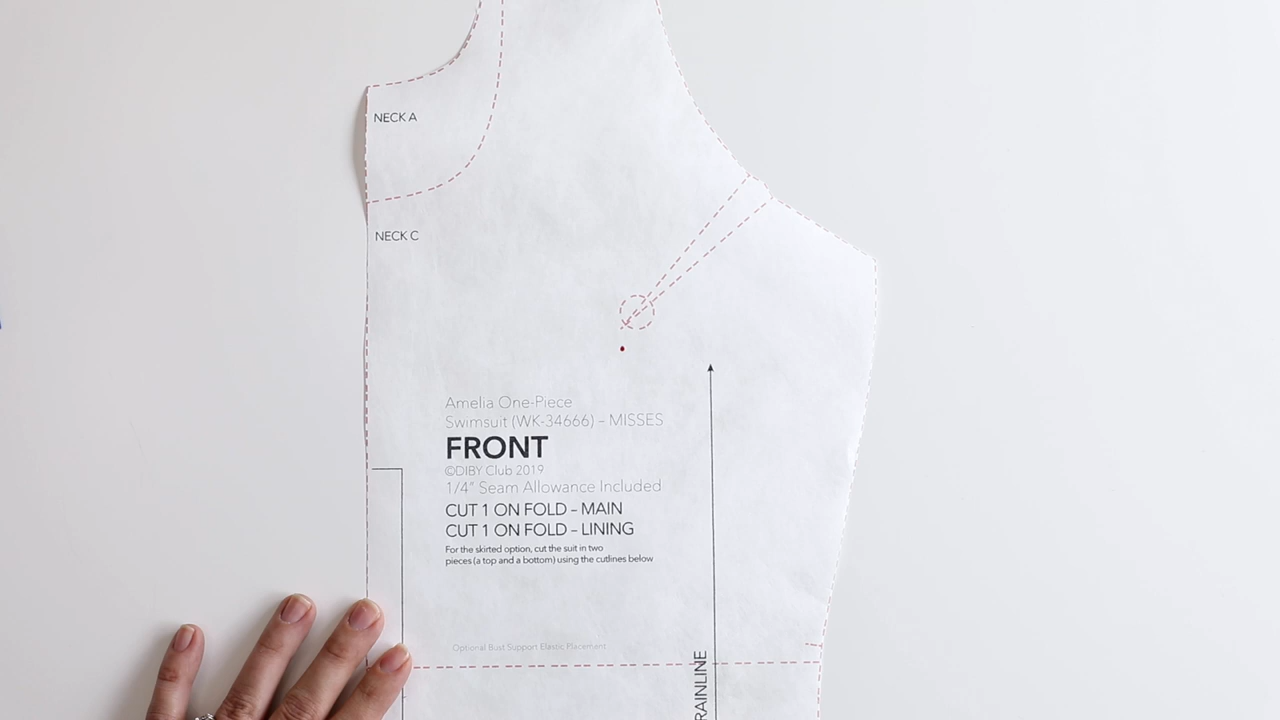 NECK A
NECK C
Amelia One-Piece
Swimsuit (WK-34666) – MISSES
FRONT
©DIBY Club 2019
1/4" Seam Allowance Included
CUT 1 ON FOLD – MAIN
CUT 1 ON FOLD – LINING
For the skirted option, cut the suit in two
pieces (a top and a bottom) using the cutlines below
Optional Bust Support Elastic Placement
RAINLINE